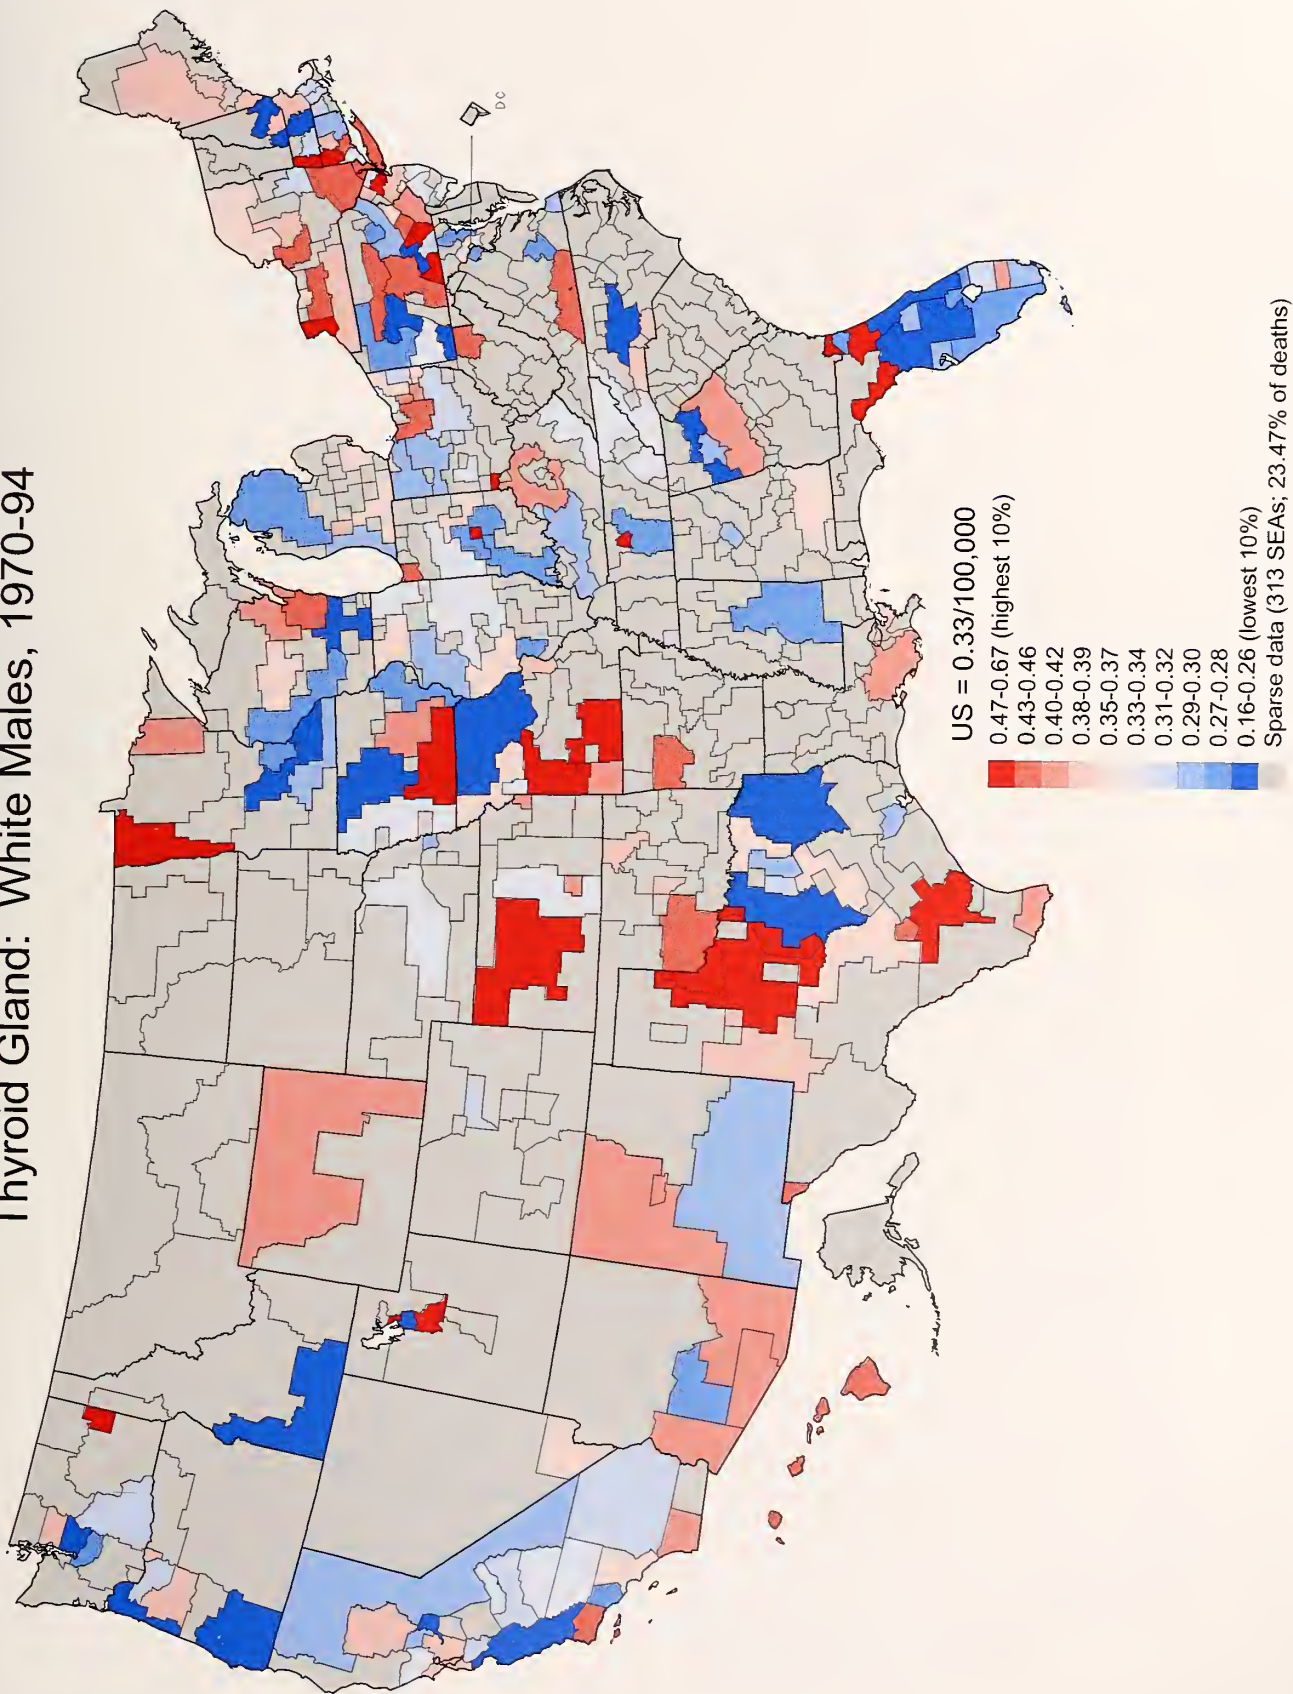 Thyroid Gland: White Males, 1970-94
DC
US = 0.33/100,000
0.47-0.67 (highest 10%)
0.43-0.46
0.40-0.42
0.38-0.39
0.35-0.37
0.33-0.34
0.31-0.32
0.29-0.30
0.27-0.28
0.16-0.26 (lowest 10%)
Sparse data (313 SEAs; 23.47% of deaths)